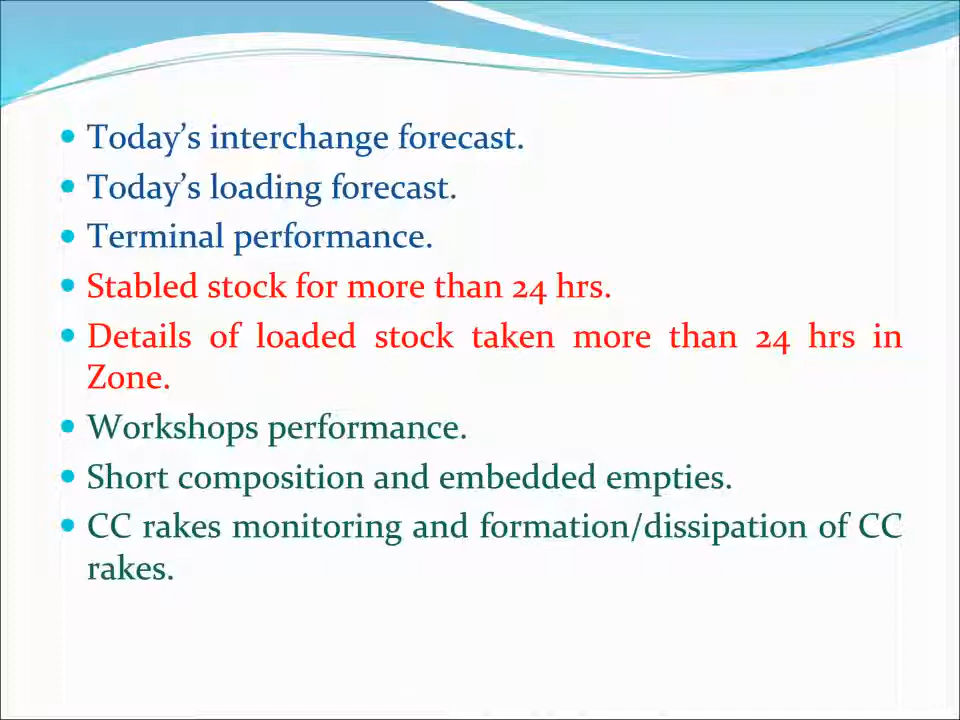 Today’s interchange forecast.
Today’s loading forecast.
Terminal performance.
Stabled stock for more than 24 hrs.
Details of loaded stock taken more than 24 hrs in
Zone.
Workshops performance.
Short composition and embedded empties.
CC rakes monitoring and formation/dissipation of CC
rakes.